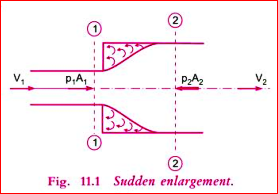 ① ②
V₁ p₁A₁ p₂A₂ V₂
① ②
Fig. 11.1 Sudden enlargement.